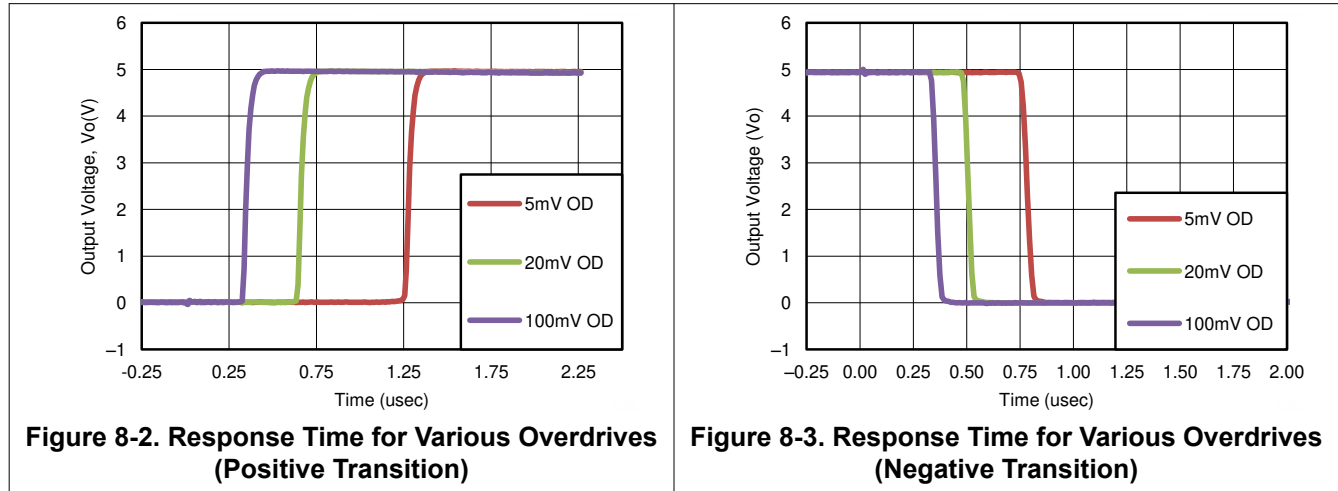 6
5
4
3
2
1
0
–1
Output Voltage, Vo(V)
5mV OD
20mV OD
100mV OD
-0.25 0.25 0.75 1.25 1.75 2.25
Time (usec)
Figure 8-2. Response Time for Various Overdrives
(Positive Transition)
6
5
4
3
2
1
0
–1
Output Voltage (Vo)
5mV OD
20mV OD
100mV OD
–0.25 0.00 0.25 0.50 0.75 1.00 1.25 1.50 1.75 2.00
Time (usec)
Figure 8-3. Response Time for Various Overdrives
(Negative Transition)